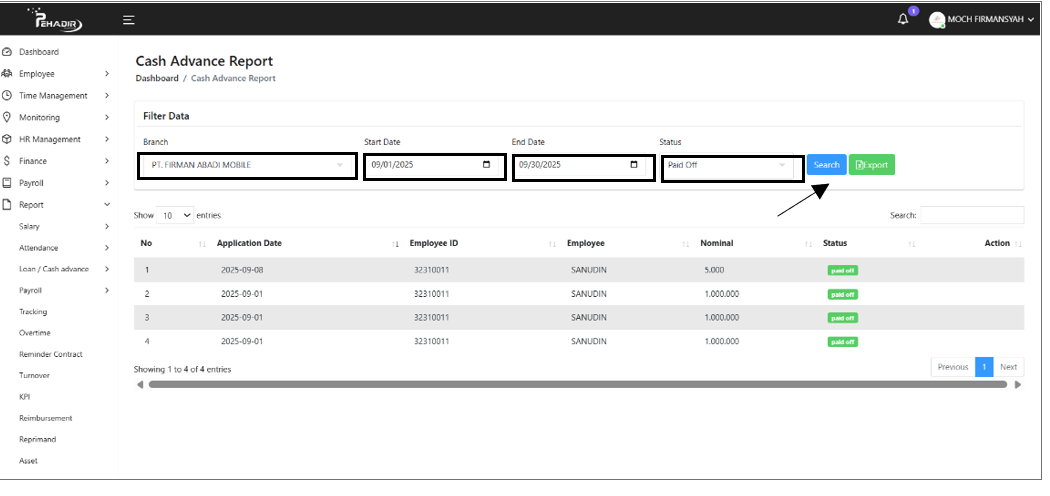 PEHADIR
1
MOCH FIRMANSYAH
Dashboard
Employee
Time Management
Monitoring
HR Management
Finance
Payroll
Report
Salary
Attendance
Loan / Cash advance
Payroll
Tracking
Overtime
Reminder Contract
Turnover
KPI
Reimbursement
Reprimand
Asset
Cash Advance Report
Dashboard / Cash Advance Report
Filter Data
Branch Start Date End Date Status
PT. FIRMAN ABADI MOBILE 09/01/2025 09/30/2025 Paid Off Search Export
Show 10 entries Search:
No Application Date Employee ID Employee Nominal Status Action
1 2025-09-08 32310011 SANUDIN 5.000 paid off
2 2025-09-01 32310011 SANUDIN 1.000.000 paid off
3 2025-09-01 32310011 SANUDIN 1.000.000 paid off
4 2025-09-01 32310011 SANUDIN 1.000.000 paid off
Showing 1 to 4 of 4 entries Previous 1 Next